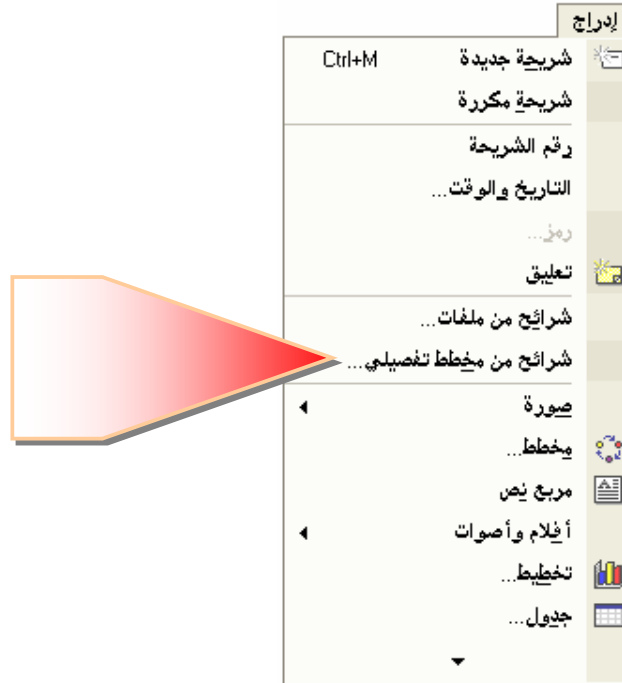 إدراج
شريحة جديدة Ctrl+M
شريحة مكررة
رقم الشريحة
التاريخ والوقت...
رمز...
تعليق
شرائح من ملفات...
شرائح من مخطط تفصيلي...
صورة
مخطط...
مربع نص
أفلام وأصوات
تخطيط...
جدول...